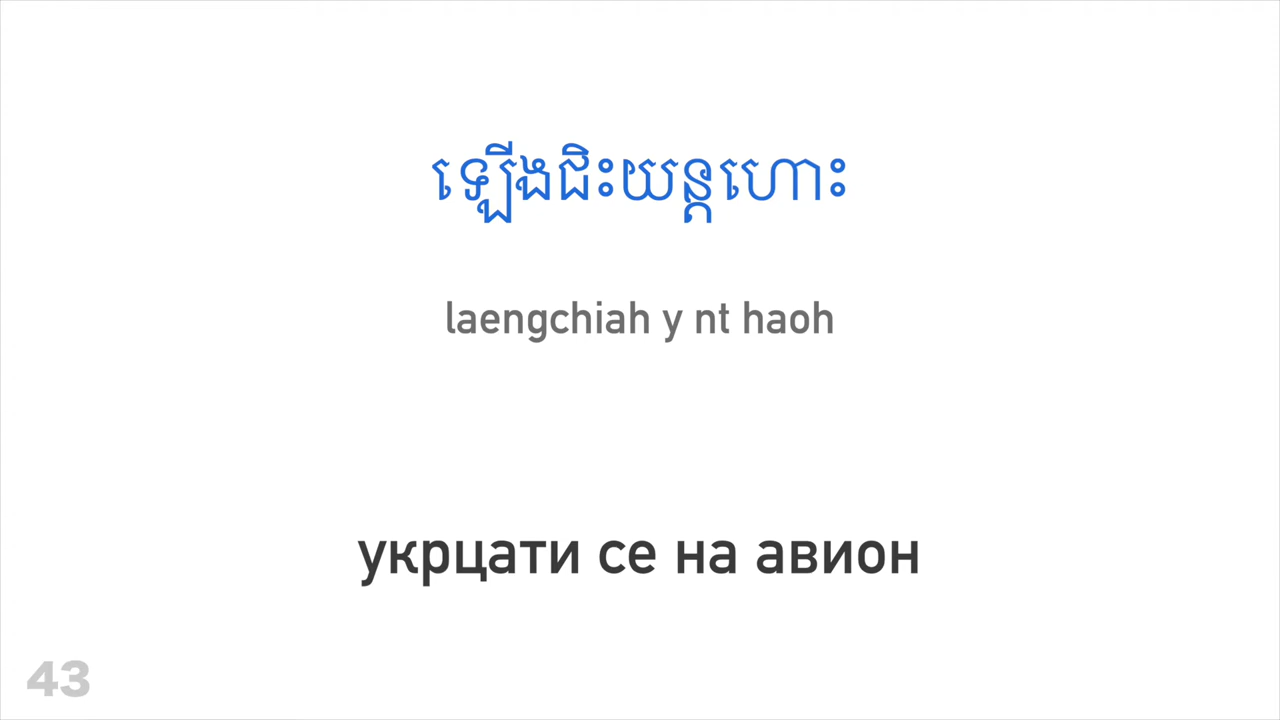 ឡើងជិះយន្តហោះ
laengchiah y nt haoh
укрцати се на авион
43